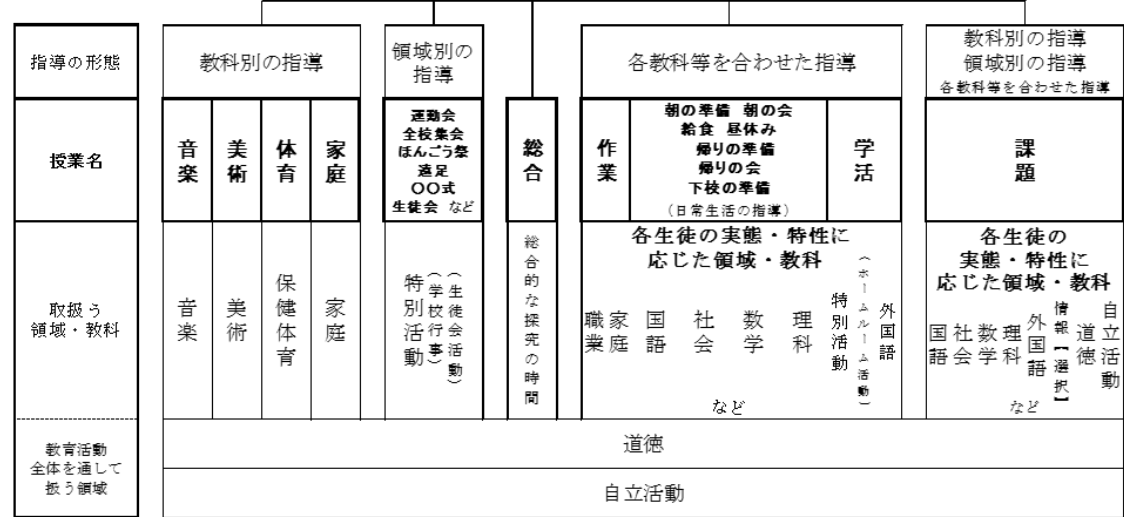 指導の形態
教科別の指導
領域別の
指導
各教科等を合わせた指導
教科別の指導
領域別の指導
各教科等を合わせた指導
授業名
音楽
美術
体育
家庭
運動会
全校集会
ほんごう祭
遠足
〇〇式
生徒会 など
総合
作業
朝の準備 朝の会
給食 昼休み
帰りの準備
帰りの会
下校の準備
(日常生活の指導)
学活
課題
取扱う
領域・教科
音楽
美術
保健体育
家庭
特別活動
(学校行事)
(生徒会活動)
総合的な探究の時間
各生徒の実態・特性に
応じた領域・教科
職業
家庭
国語
社会
数学
理科
特別活動
(ホームルーム活動)
外国語
など
各生徒の
実態・特性に
応じた領域・教科
国語
社会
数学
理科
外国語
情報【選択】
道徳
自立活動
など
教育活動
全体を通して
扱う領域
道徳
自立活動